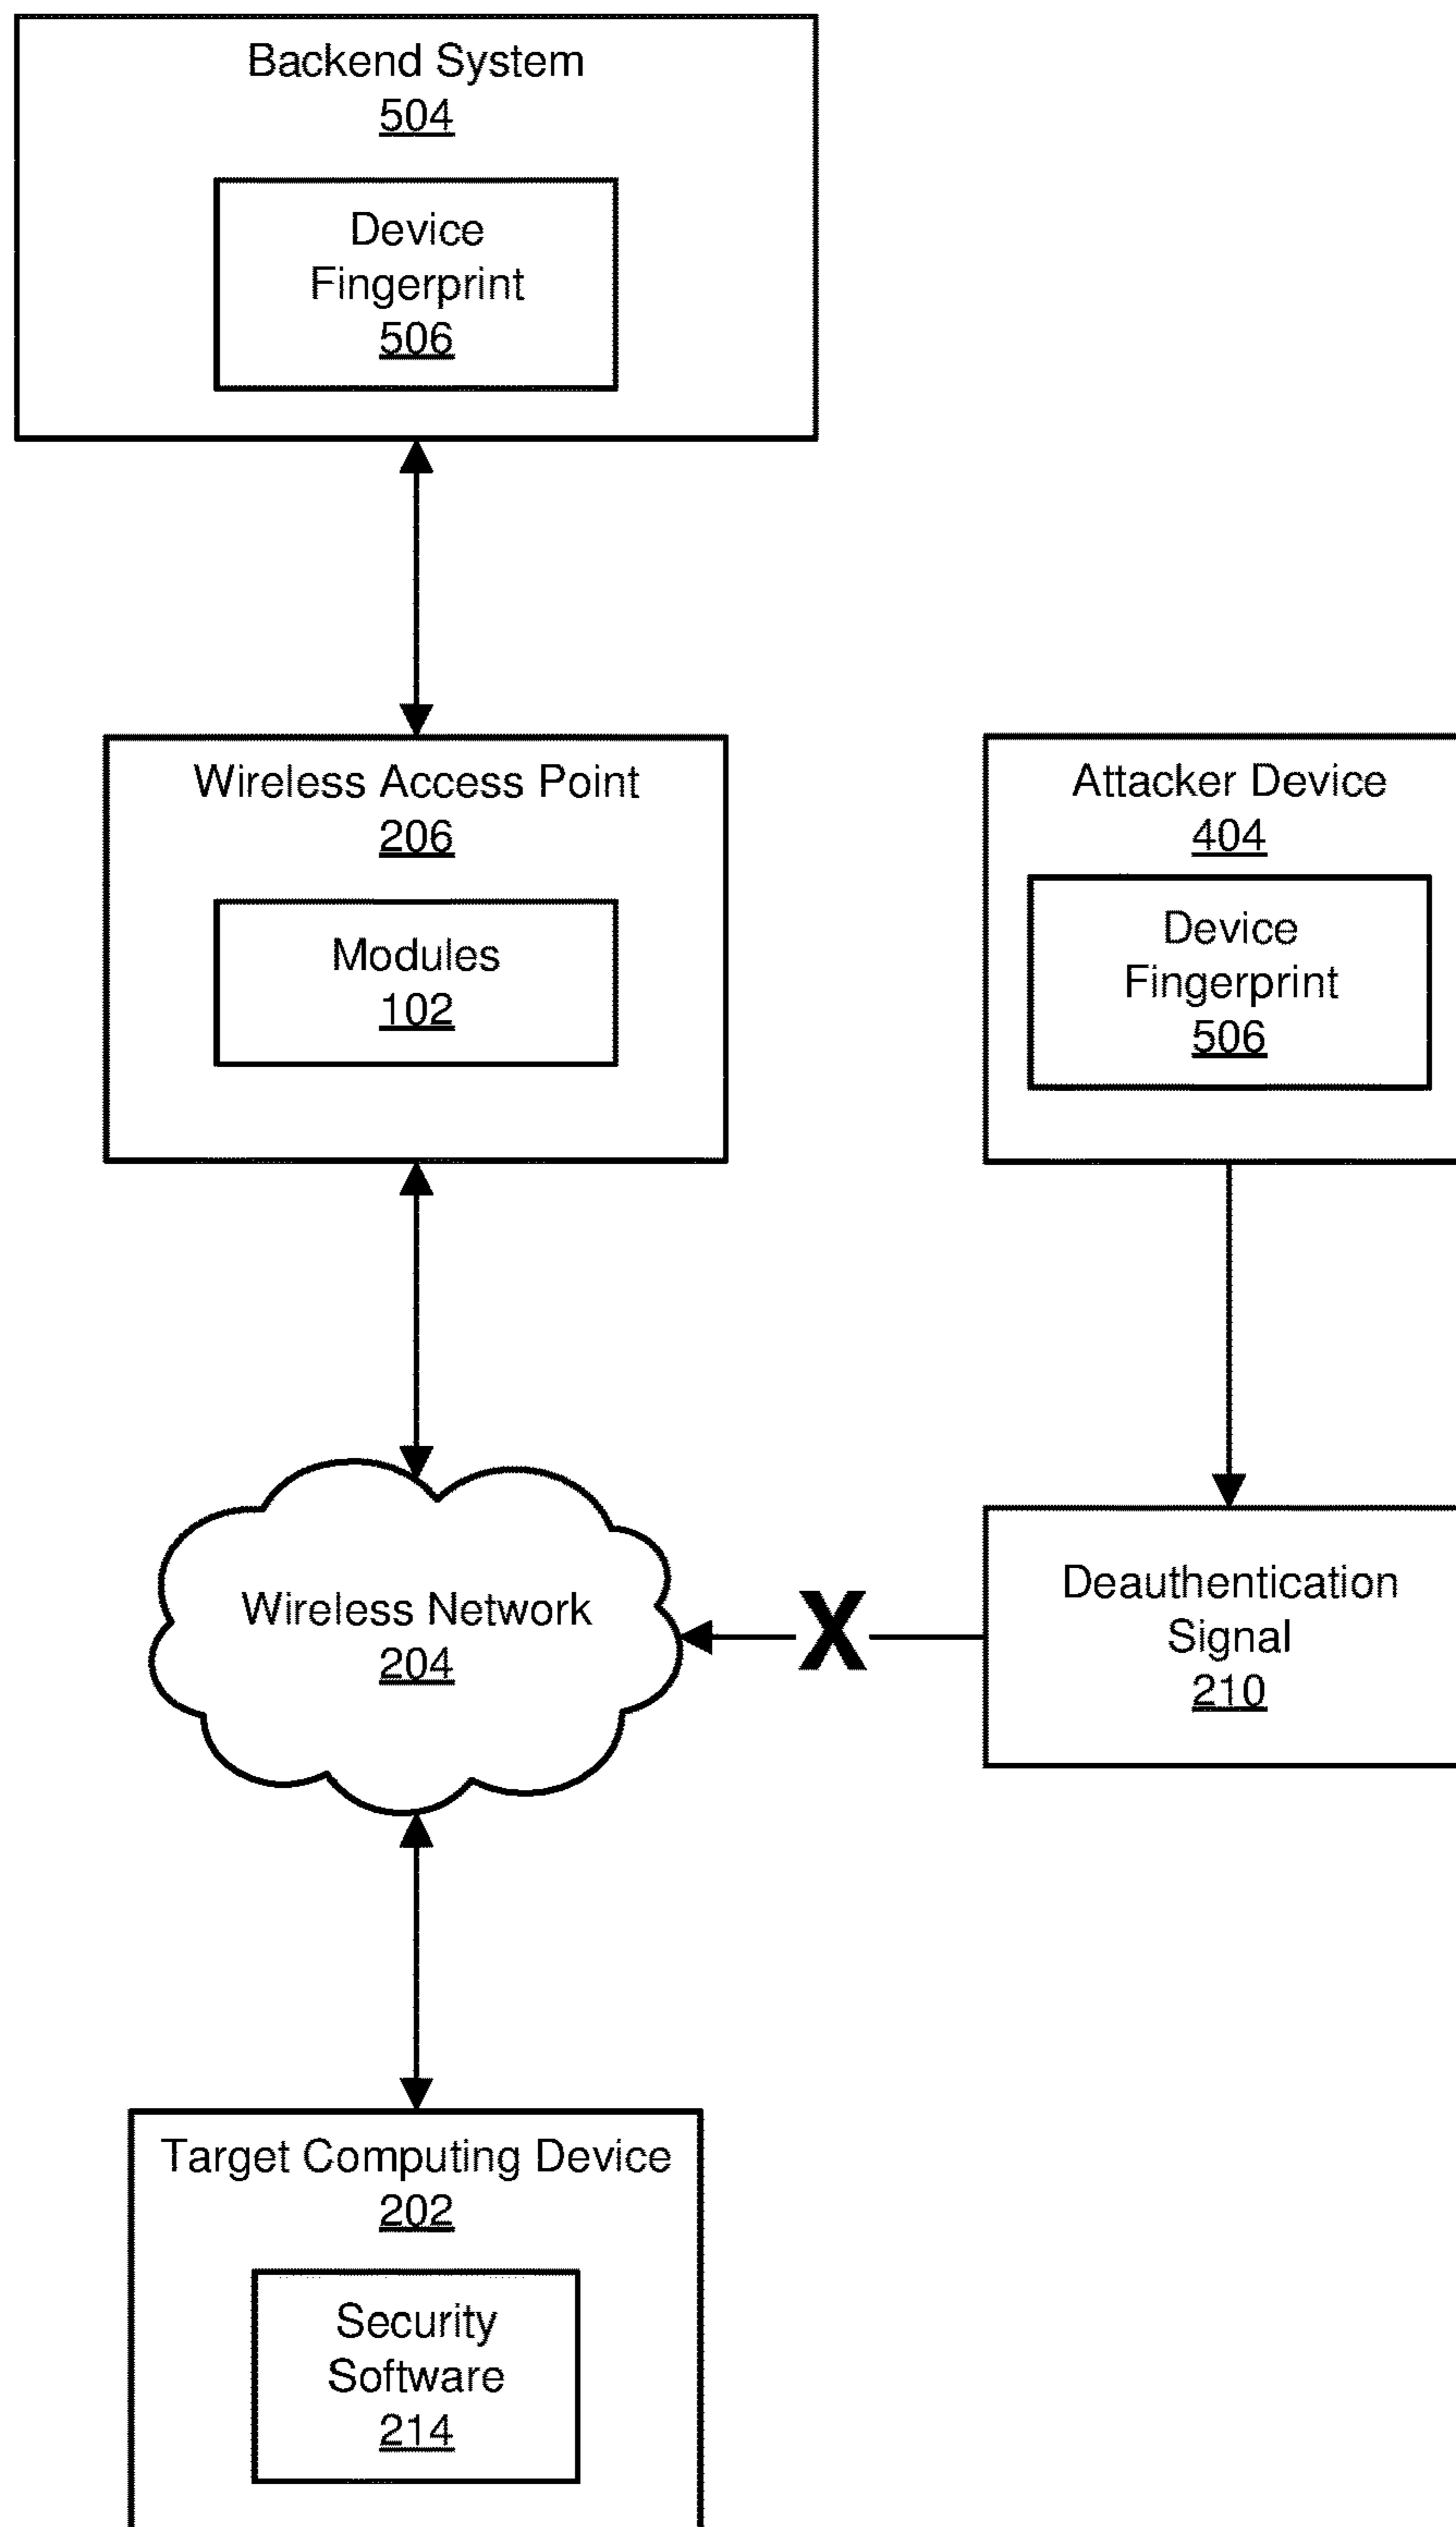 Backend System
504
Device
Fingerprint
506
Wireless Access Point
206
Modules
102
Attacker Device
404
Device
Fingerprint
506
Wireless Network
204
X
Deauthentication
Signal
210
Target Computing Device
202
Security
Software
214